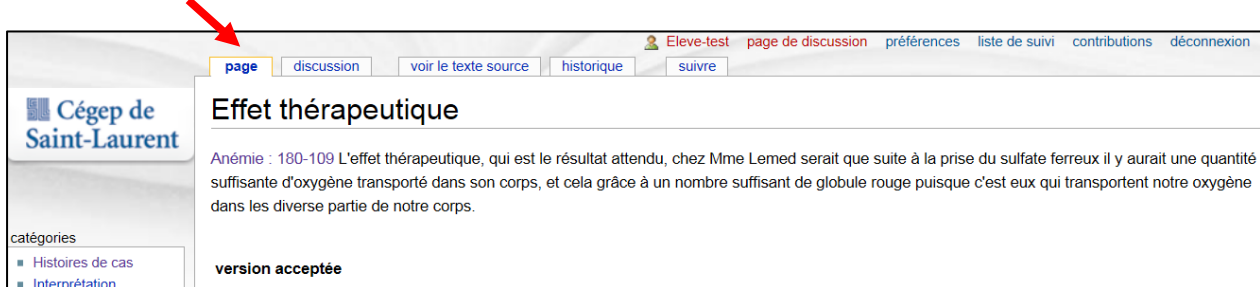 Eleve-test page de discussion préférences liste de suivi contributions déconnexion
page discussion voir le texte source historique suivre
Cégep de
Saint-Laurent
Effet thérapeutique
Anémie : 180-109 L'effet thérapeutique, qui est le résultat attendu, chez Mme Lemed serait que suite à la prise du sulfate ferreux il y aurait une quantité
suffisante d'oxygène transporté dans son corps, et cela grâce à un nombre suffisant de globule rouge puisque c'est eux qui transportent notre oxygène
dans les diverse partie de notre corps.
version acceptée
catégories
Histoires de cas
Interprétation